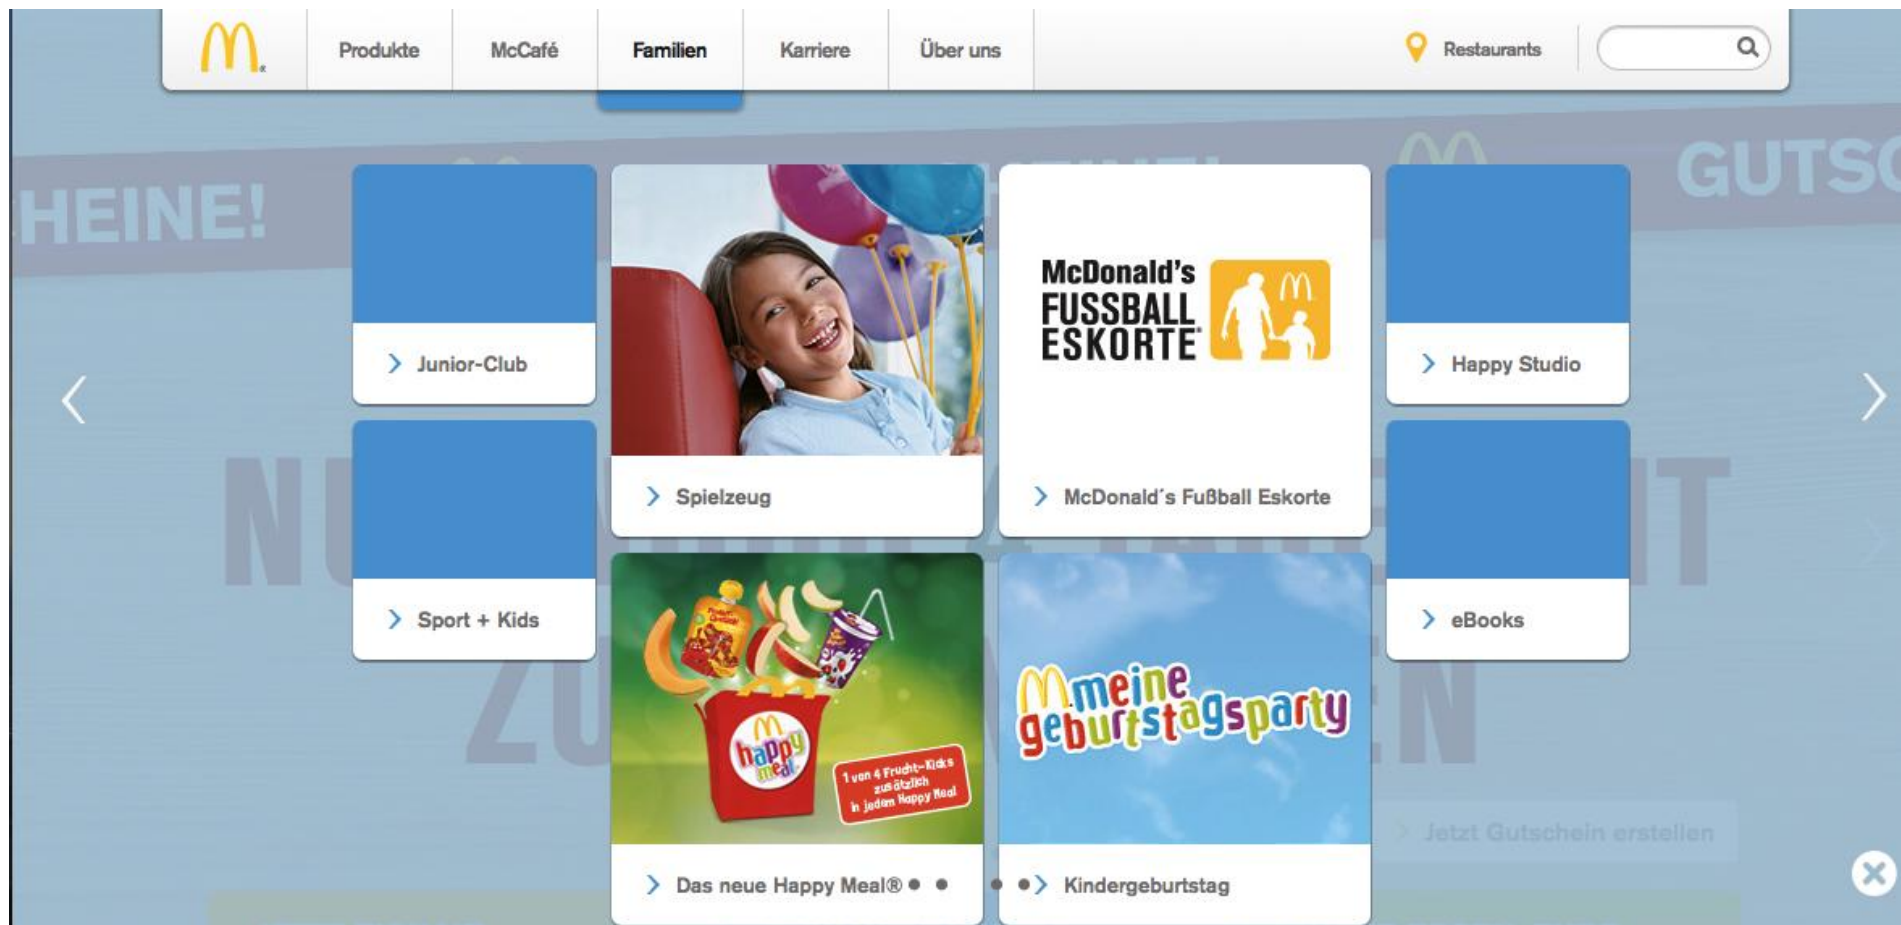 Produkte
McCafé
Familien
Karriere
Über uns
Restaurants
HEINE!
GUTSC
Junior-Club
Spielzeug
McDonald's
FUSSBALL
ESKORTE
McDonald´s Fußball Eskorte
Happy Studio
Sport + Kids
eBooks
happy
meal
1 von 4 Frucht-Kicks
zusätzlich
in jedem Happy Meal
Das neue Happy Meal®
meine
geburtstagsparty
Kindergeburtstag
Jetzt Gutschein erstellen